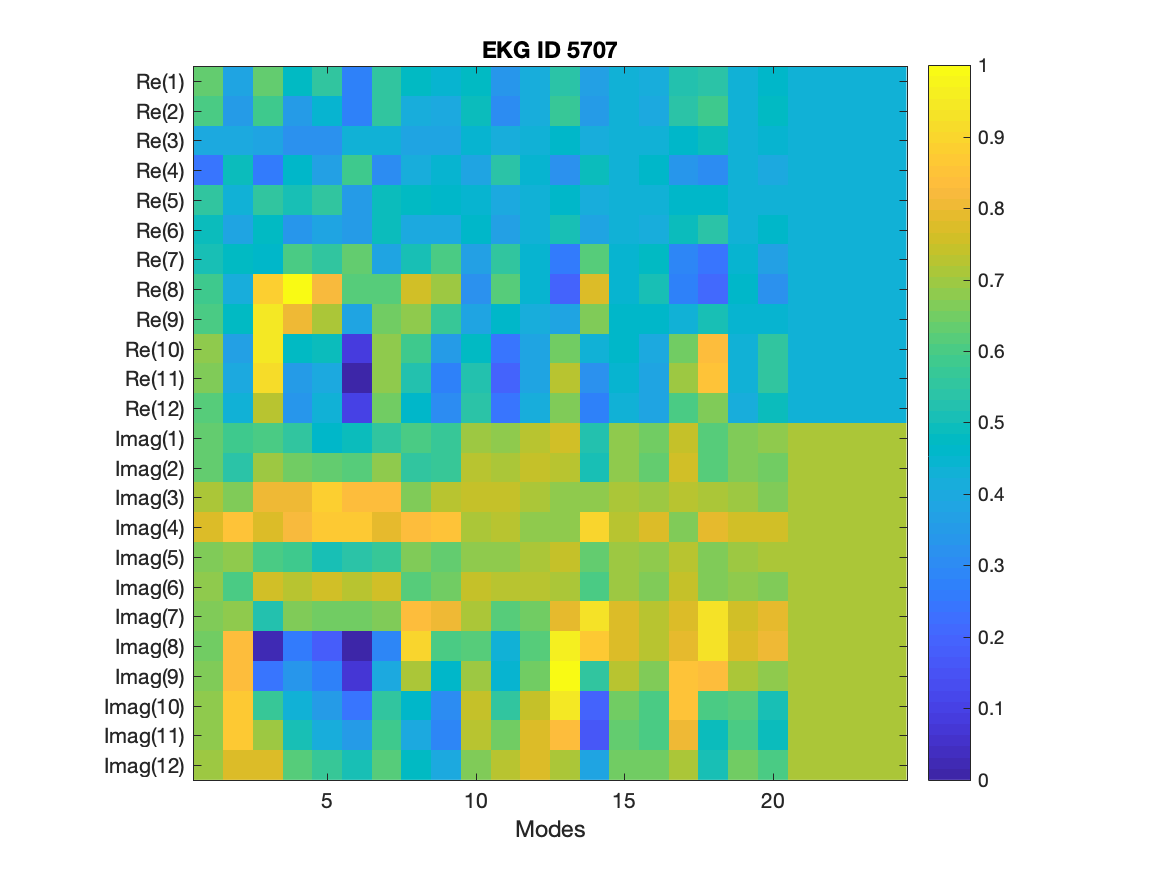 EKG ID 5707
Re(1)
Re(2)
Re(3)
Re(4)
Re(5)
Re(6)
Re(7)
Re(8)
Re(9)
Re(10)
Re(11)
Re(12)
Imag(1)
Imag(2)
Imag(3)
Imag(4)
Imag(5)
Imag(6)
Imag(7)
Imag(8)
Imag(9)
Imag(10)
Imag(11)
Imag(12)
5 10 15 20
Modes
1
0.9
0.8
0.7
0.6
0.5
0.4
0.3
0.2
0.1
0